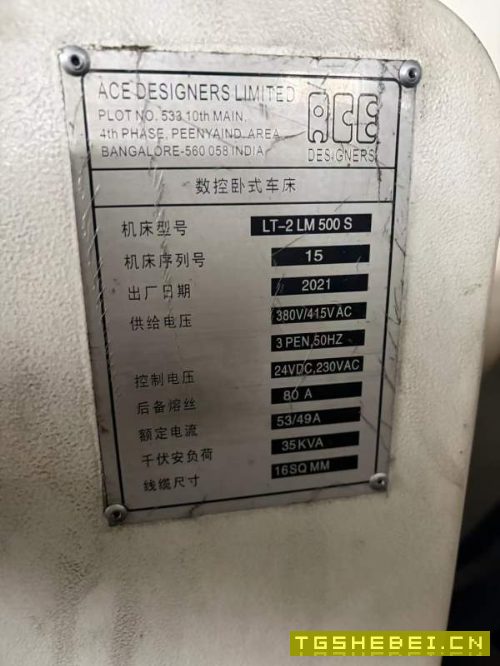 ACE DESIGNERS LIMITED
PLOT NO. 533 10th MAIN.
4th PHASE. PEENYAIND. AREA
BANGALORE-560 058 INDIA
ACE
DESIGNERS
数控卧式车床
机床型号 LT-2 LM 500 S
机床序列号 15
出厂日期 2021
供给电压 380V/415V AC
3 PEN,50HZ
控制电压 24VDC,230VAC
后备熔丝 80 A
额定电流 53/49A
千伏安负荷 35KVA
线缆尺寸 16SQ MM
TGSHEBEI.CN